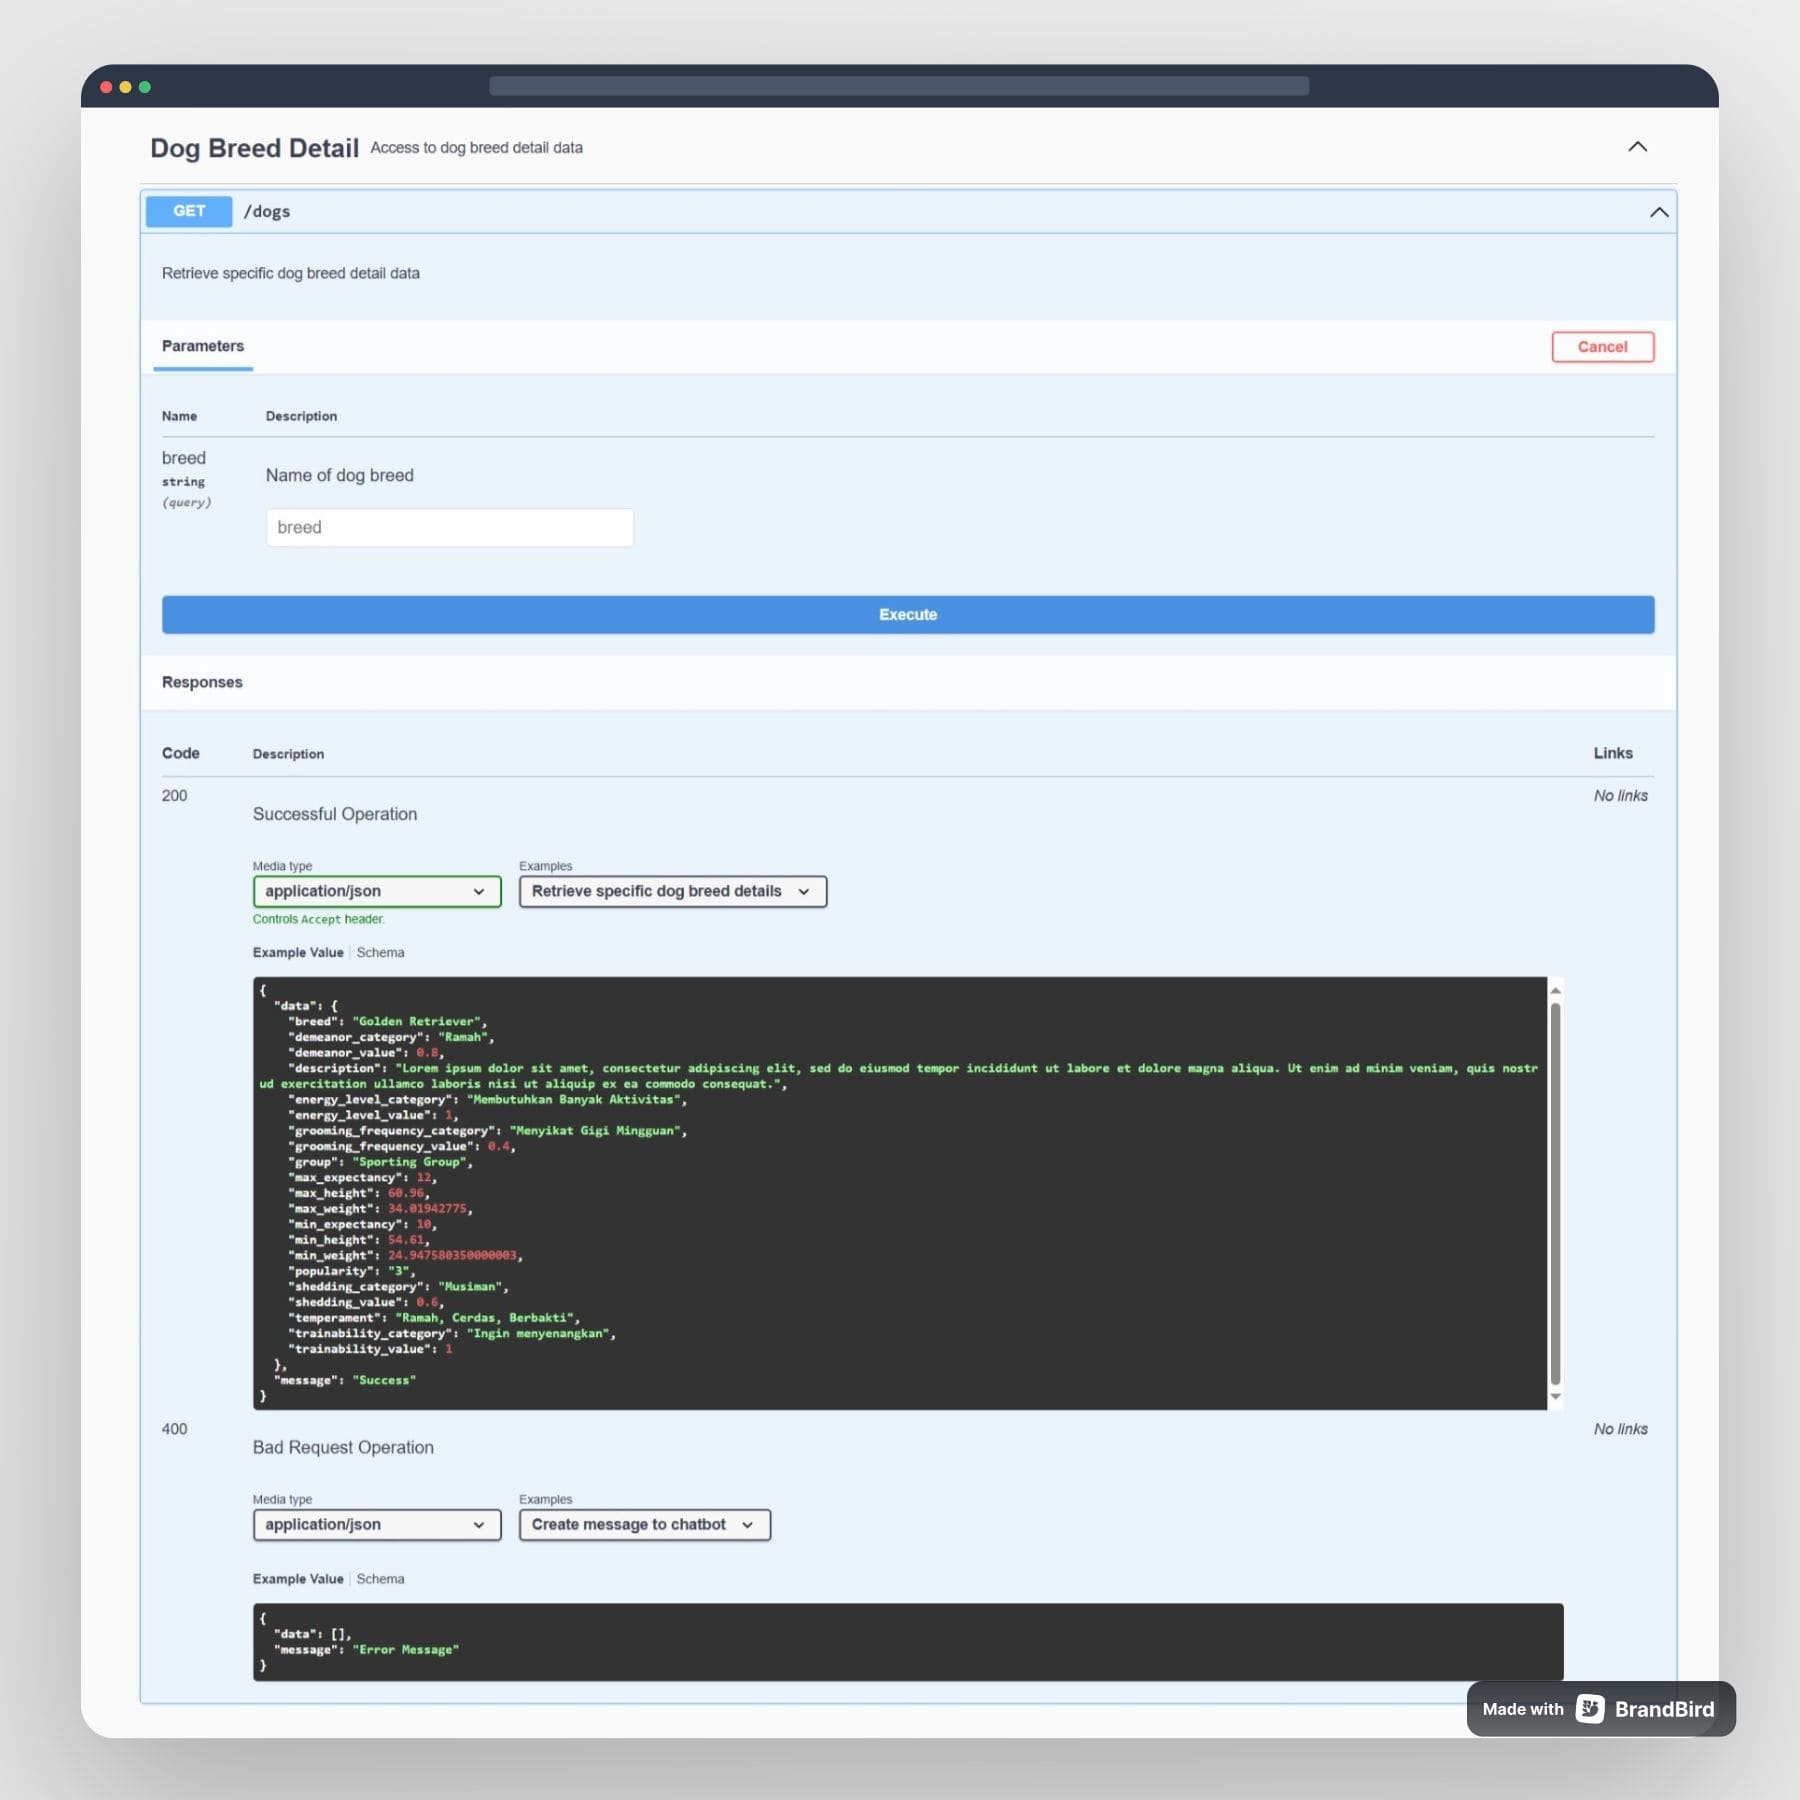 Dog Breed Detail Access to dog breed detail data
GET /dogs
Retrieve specific dog breed detail data
Parameters Cancel
Name Description
breed
string
(query)
Name of dog breed
breed
Execute
Responses
Code Description Links
200 No links
Successful Operation
Media type Examples
application/json Retrieve specific dog breed details
Controls Accept header.
Example Value Schema
{
"data": {
"breed": "Golden Retriever",
"demeanor_category": "Ramah",
"demeanor_value": 0.8,
"description": "Lorem ipsum dolor sit amet, consectetur adipiscing elit, sed do eiusmod tempor incididunt ut labore et dolore magna aliqua. Ut enim ad minim veniam, quis nostr
ud exercitation ullamco laboris nisi ut aliquip ex ea commodo consequat.",
"energy_level_category": "Membutuhkan Banyak Aktivitas",
"energy_level_value": 1,
"grooming_frequency_category": "Menyikat Gigi Mingguan",
"grooming_frequency_value": 0.4,
"group": "Sporting Group",
"max_expectancy": 12,
"max_height": 60.96,
"max_weight": 34.01942775,
"min_expectancy": 10,
"min_height": 54.61,
"min_weight": 24.947580350000003,
"popularity": "3",
"shedding_category": "Musiman",
"shedding_value": 0.6,
"temperament": "Ramah, Cerdas, Berbakti",
"trainability_category": "Ingin menyenangkan",
"trainability_value": 1
},
"message": "Success"
}
400 No links
Bad Request Operation
Media type Examples
application/json Create message to chatbot
Example Value Schema
{
"data": [],
"message": "Error Message"
}
Made with BrandBird